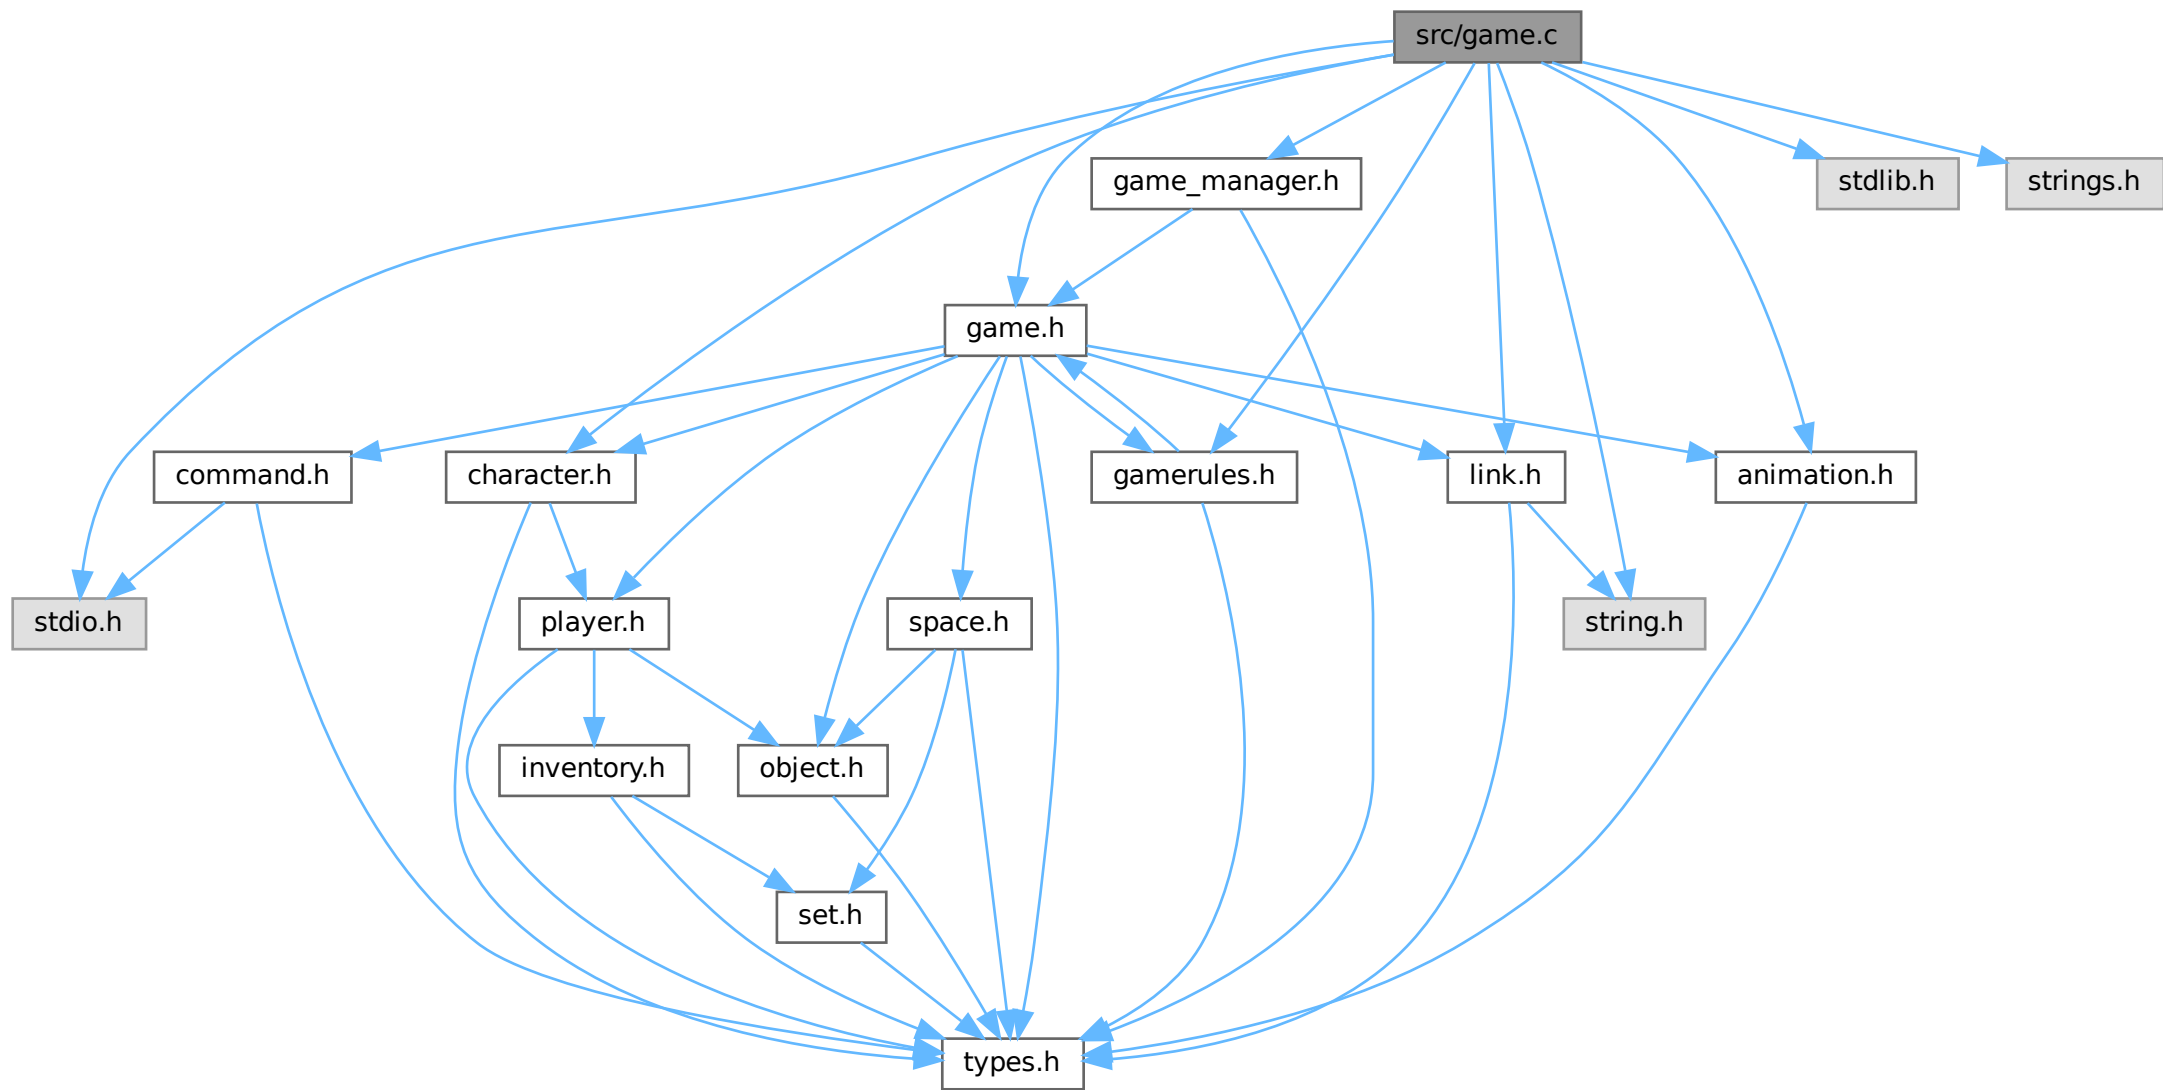 src/game.c
game_manager.h
stdlib.h
strings.h
game.h
command.h
character.h
gamerules.h
link.h
animation.h
stdio.h
player.h
space.h
string.h
inventory.h
object.h
set.h
types.h